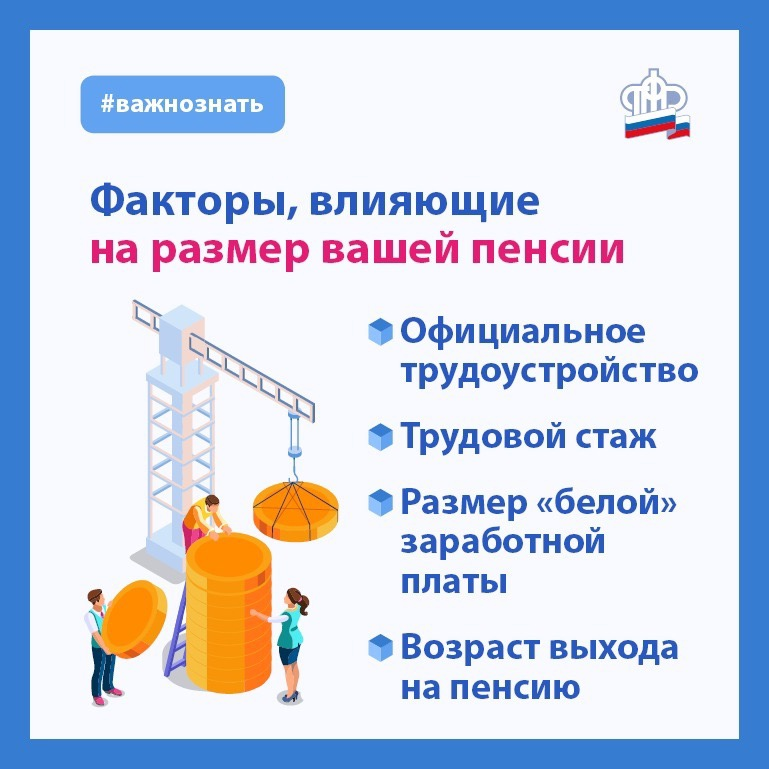 #важнознать
ПФР
Факторы, влияющие
на размер вашей пенсии
Официальное
трудоустройство
Трудовой стаж
Размер «белой»
заработной
платы
Возраст выхода
на пенсию